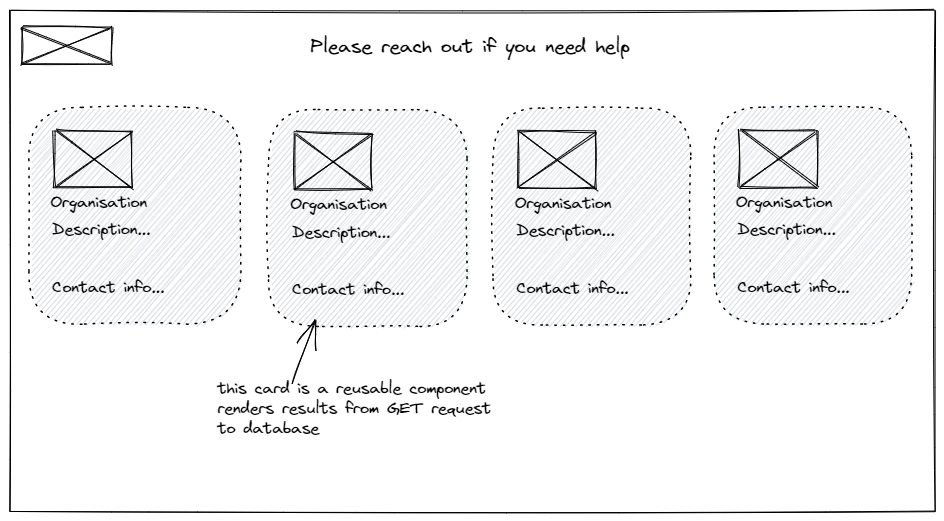 Please reach out if you need help
Organisation
Description...
Contact info...
Organisation
Description...
Contact info...
Organisation
Description...
Contact info...
Organisation
Description...
Contact info...
this card is a reusable component
renders results from GET request
to database